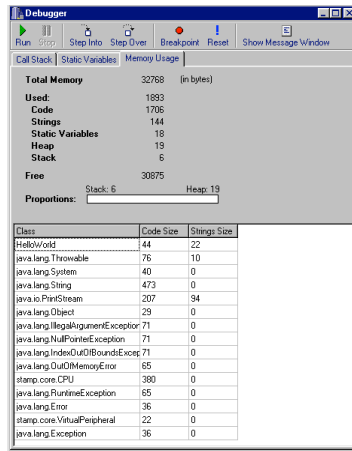 Debugger
Run Stop Step Into Step Over Breakpoint Reset Show Message Window
Call Stack Static Variables Memory Usage
Total Memory 32768 (in bytes)
Used: 1893
Code 1706
Strings 144
Static Variables 18
Heap 19
Stack 6
Free 30875
Stack: 6 Heap: 19
Proportions:
Class Code Size Strings Size
HelloWorld 44 22
java.lang.Throwable 76 10
java.lang.System 40 0
java.lang.String 473 0
java.io.PrintStream 207 94
java.lang.Object 29 0
java.lang.IllegalArgumentException 71 0
java.lang.NullPointerException 71 0
java.lang.IndexOutOfBoundsExcep 71 0
java.lang.OutOfMemoryError 65 0
stamp.core.CPU 380 0
java.lang.RuntimeException 65 0
java.lang.Error 36 0
stamp.core.VirtualPeripheral 22 0
java.lang.Exception 36 0